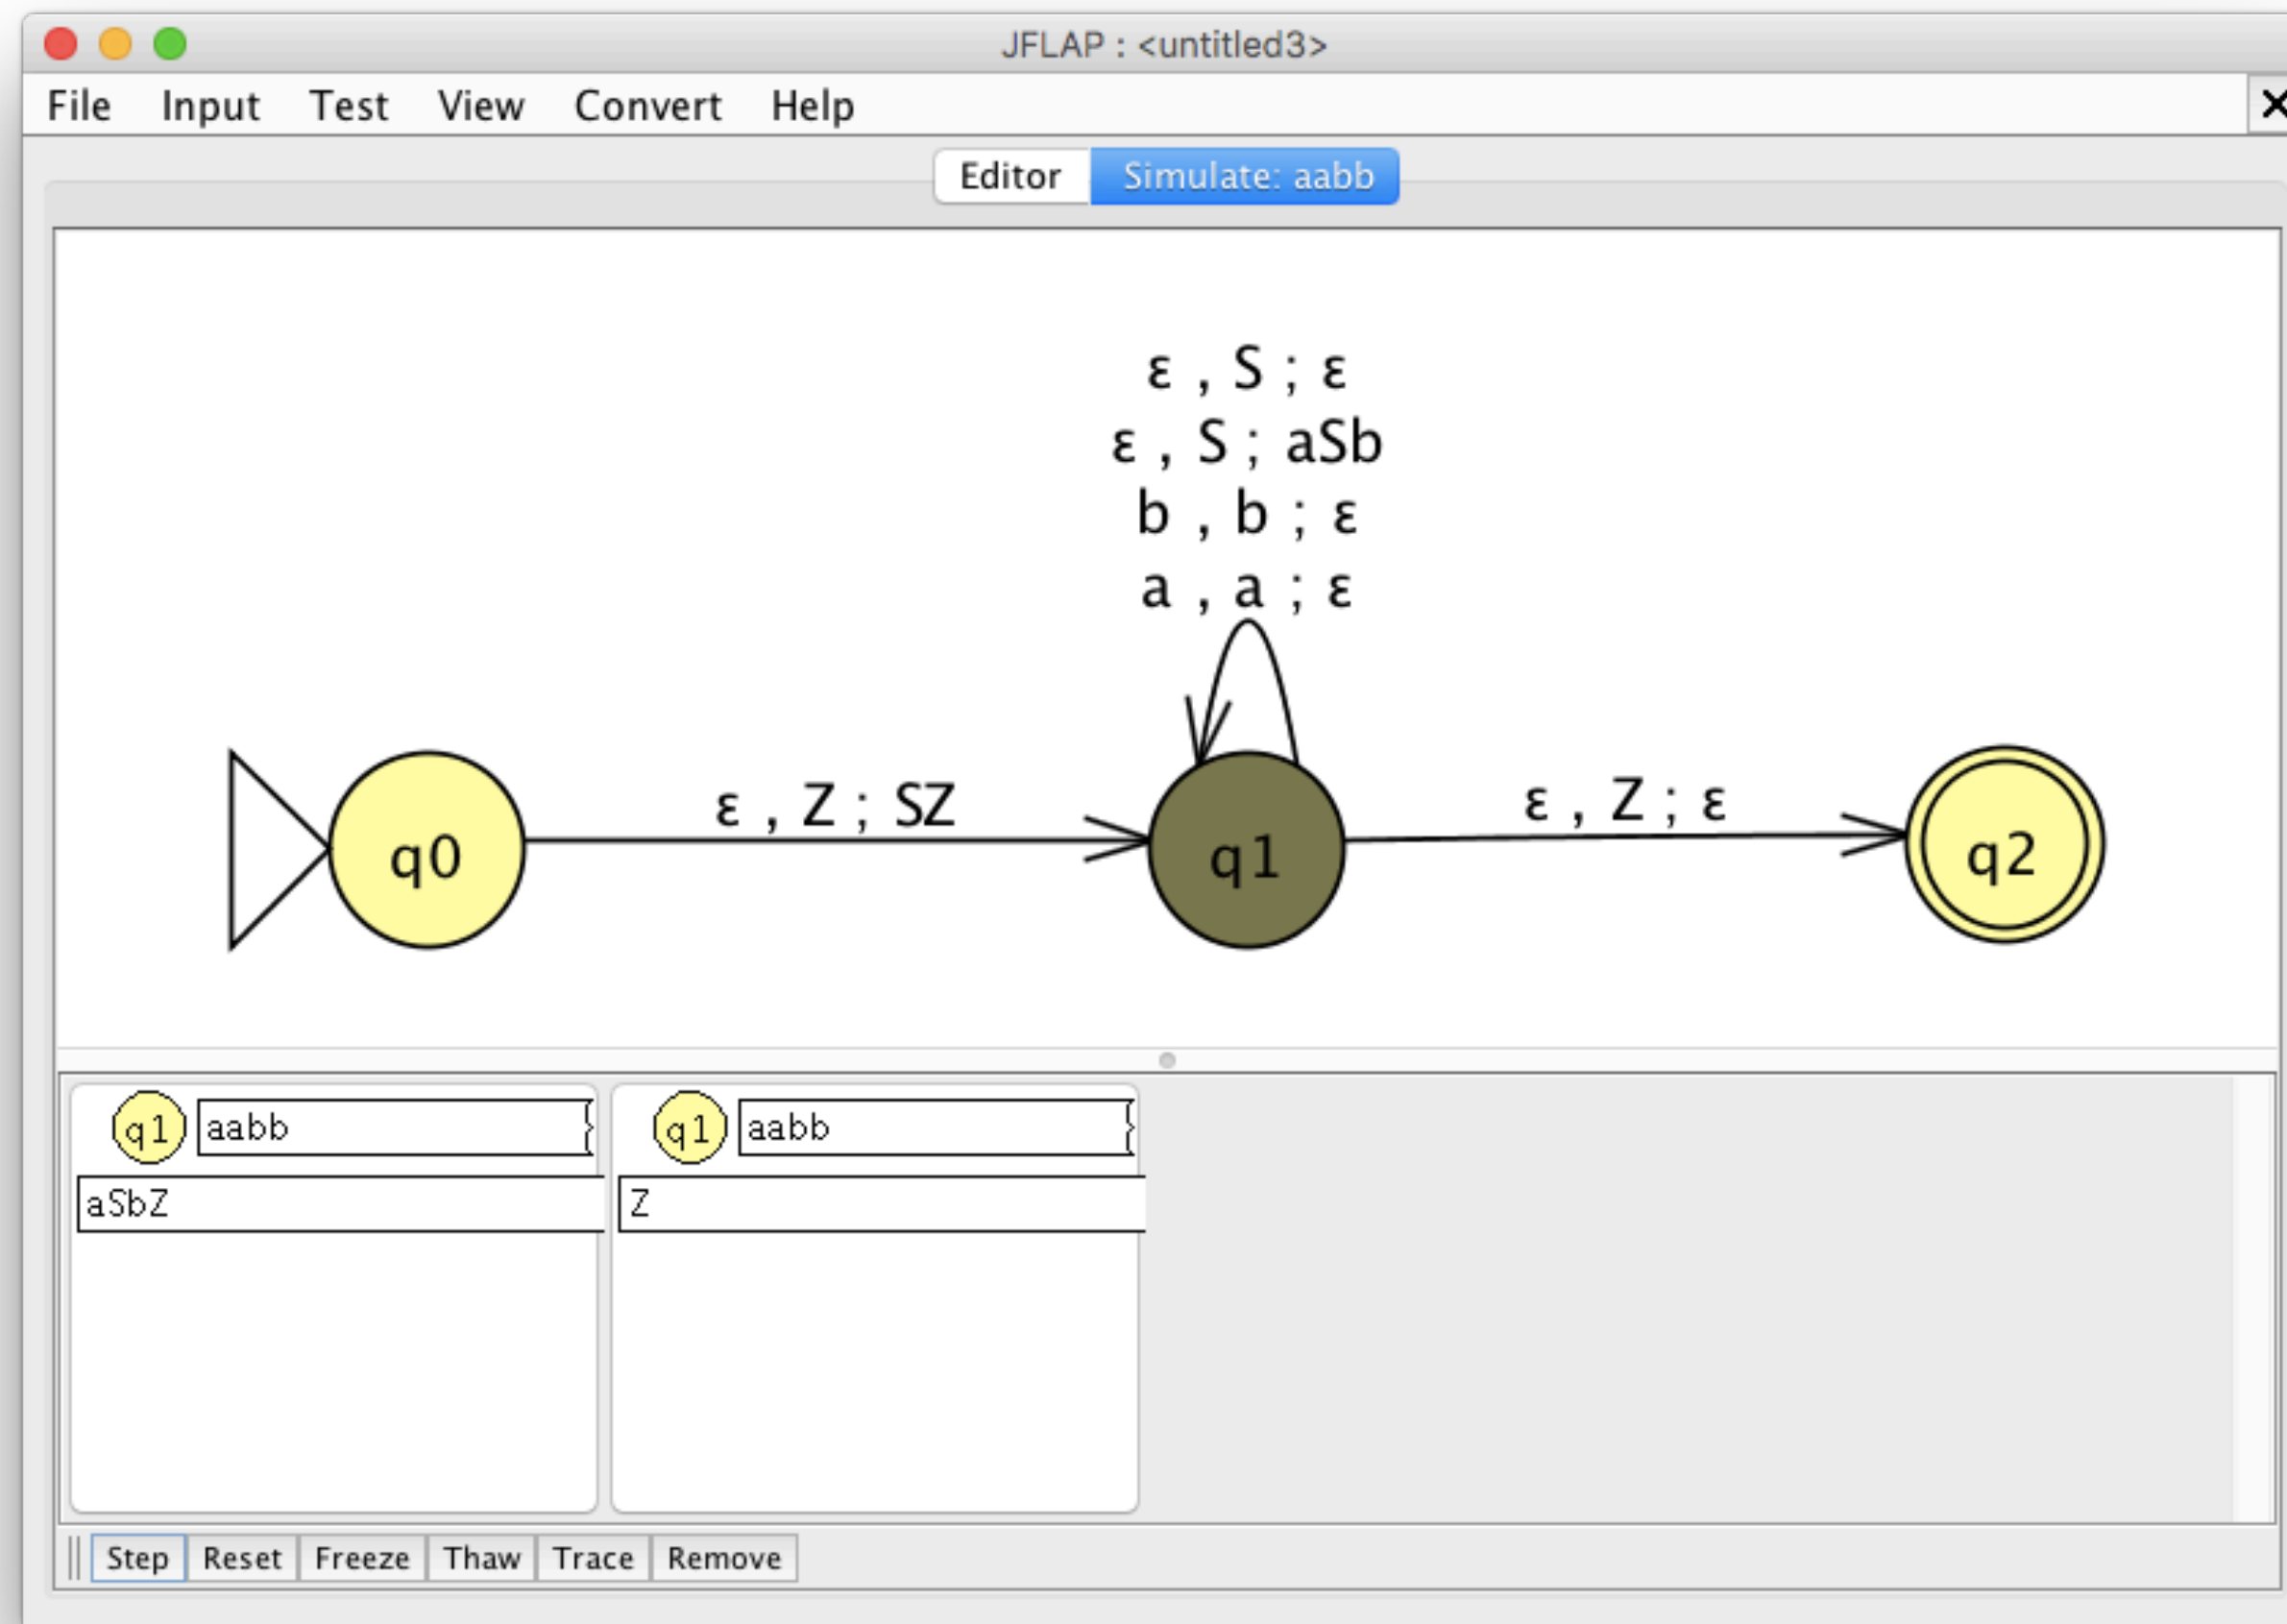 JFLAP : <untitled3>
File Input Test View Convert Help
Editor Simulate: aabb
ε , S ; ε
ε , S ; aSb
b , b ; ε
a , a ; ε
ε , Z ; SZ
ε , Z ; ε
q0 q1 q2
q1 aabb q1 aabb
aSbZ Z
Step Reset Freeze Thaw Trace Remove